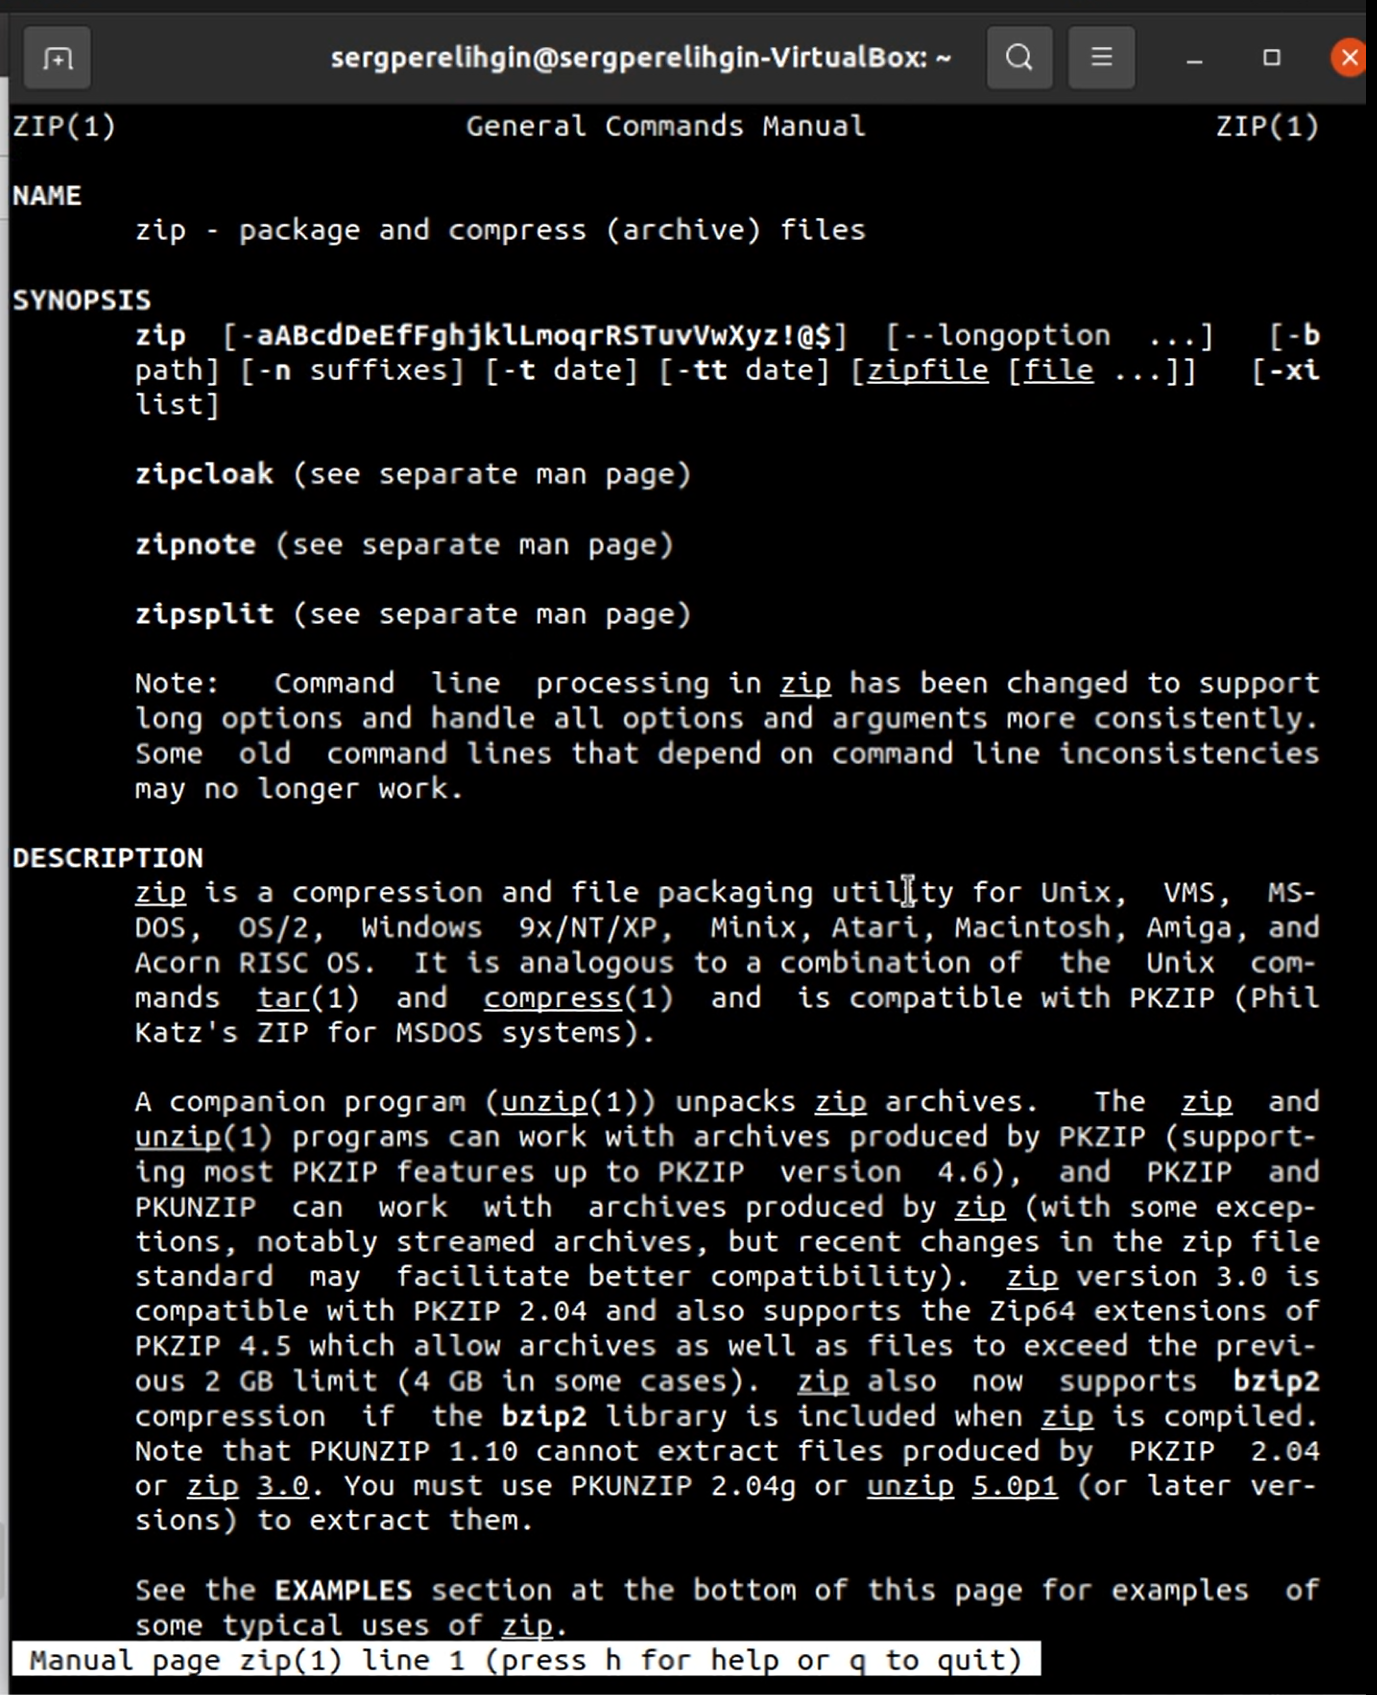 sergperelihgin@sergperelihgin-VirtualBox: ~
ZIP(1) General Commands Manual ZIP(1)
NAME
zip - package and compress (archive) files
SYNOPSIS
zip [-aABcdDeEfFghjklLmoqrRSTuvVwXyz!@$] [--longoption ...] [-b
path] [-n suffixes] [-t date] [-tt date] [zipfile [file ...]] [-xi
list]
zipcloak (see separate man page)
zipnote (see separate man page)
zipsplit (see separate man page)
Note: Command line processing in zip has been changed to support
long options and handle all options and arguments more consistently.
Some old command lines that depend on command line inconsistencies
may no longer work.
DESCRIPTION
zip is a compression and file packaging utility for Unix, VMS, MS-
DOS, OS/2, Windows 9x/NT/XP, Minix, Atari, Macintosh, Amiga, and
Acorn RISC OS. It is analogous to a combination of the Unix com-
mands tar(1) and compress(1) and is compatible with PKZIP (Phil
Katz's ZIP for MSDOS systems).
A companion program (unzip(1)) unpacks zip archives. The zip and
unzip(1) programs can work with archives produced by PKZIP (support-
ing most PKZIP features up to PKZIP version 4.6), and PKZIP and
PKUNZIP can work with archives produced by zip (with some excep-
tions, notably streamed archives, but recent changes in the zip file
standard may facilitate better compatibility). zip version 3.0 is
compatible with PKZIP 2.04 and also supports the Zip64 extensions of
PKZIP 4.5 which allow archives as well as files to exceed the previ-
ous 2 GB limit (4 GB in some cases). zip also now supports bzip2
compression if the bzip2 library is included when zip is compiled.
Note that PKUNZIP 1.10 cannot extract files produced by PKZIP 2.04
or zip 3.0. You must use PKUNZIP 2.04g or unzip 5.0p1 (or later ver-
sions) to extract them.
See the EXAMPLES section at the bottom of this page for examples of
some typical uses of zip.
Manual page zip(1) line 1 (press h for help or q to quit)